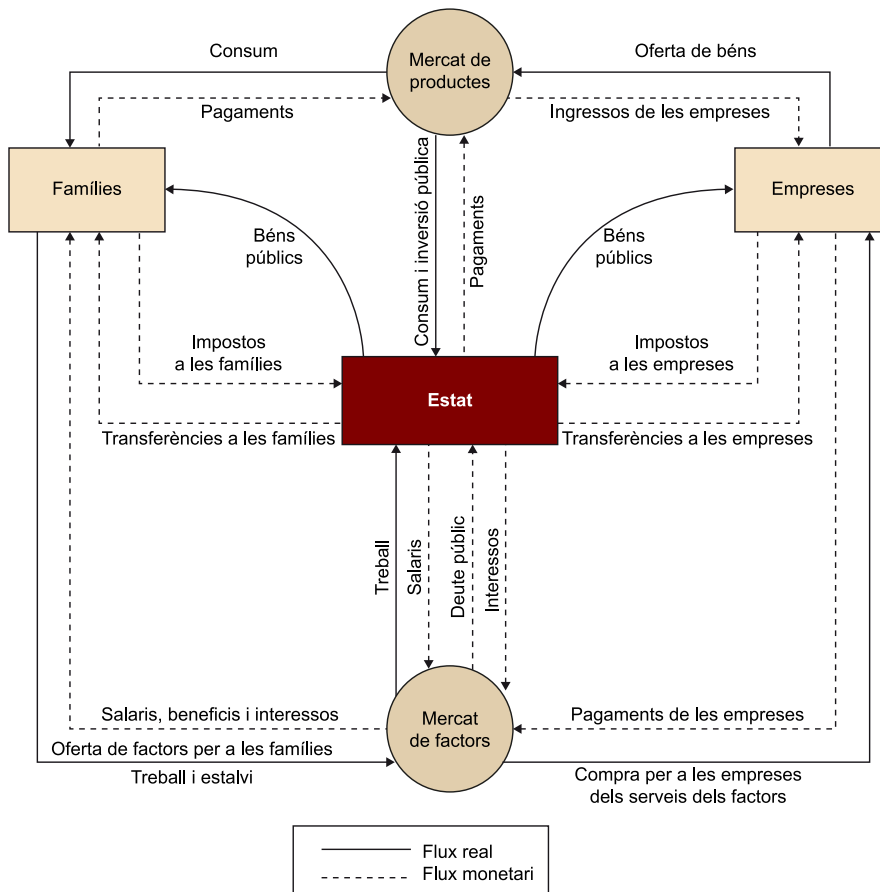 Consum
Mercat de
productes
Oferta de béns
Pagaments
Ingressos de les empreses
Famílies
Empreses
Béns
públics
Consum i inversió pública
Pagaments
Béns
públics
Impostos
a les famílies
Impostos
a les empreses
Estat
Transferències a les famílies
Transferències a les empreses
Treball
Salaris
Deute públic
Interessos
Salaris, beneficis i interessos
Mercat
de factors
Pagaments de les empreses
Oferta de factors per a les famílies
Treball i estalvi
Compra per a les empreses
dels serveis dels factors
Flux real
Flux monetari